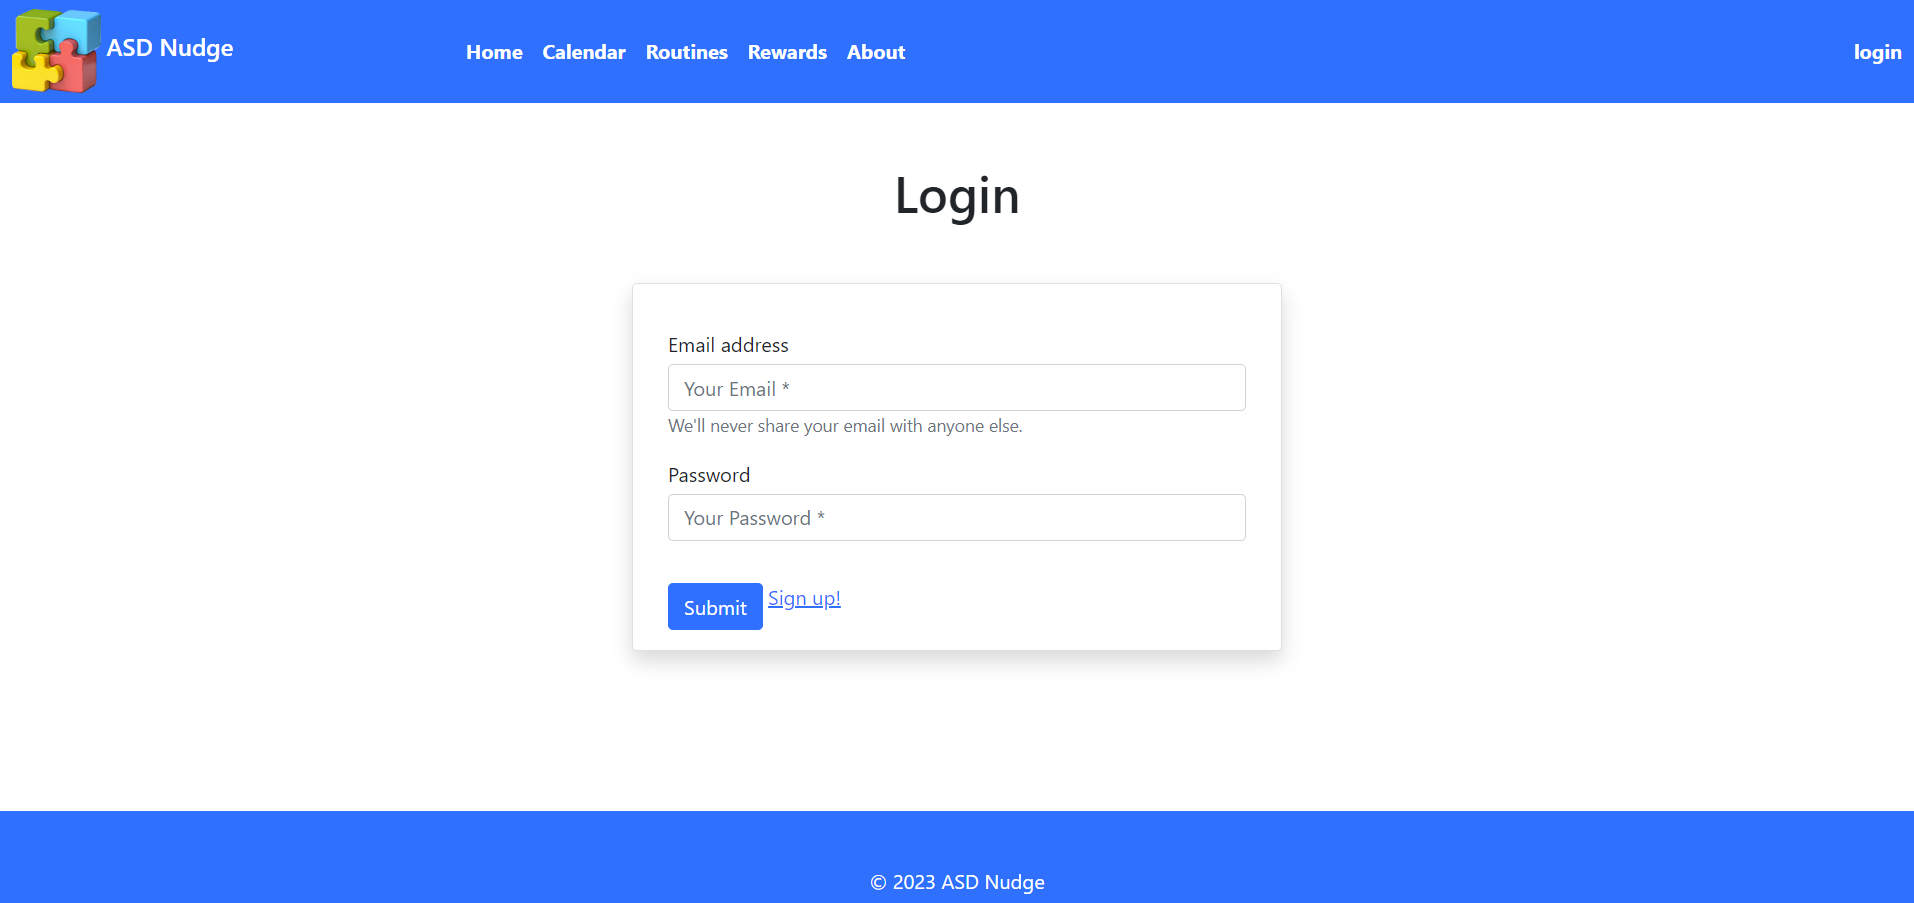 ASD Nudge
Home Calendar Routines Rewards About
login
Login
Email address
Your Email *
We'll never share your email with anyone else.
Password
Your Password *
Submit Sign up!
© 2023 ASD Nudge